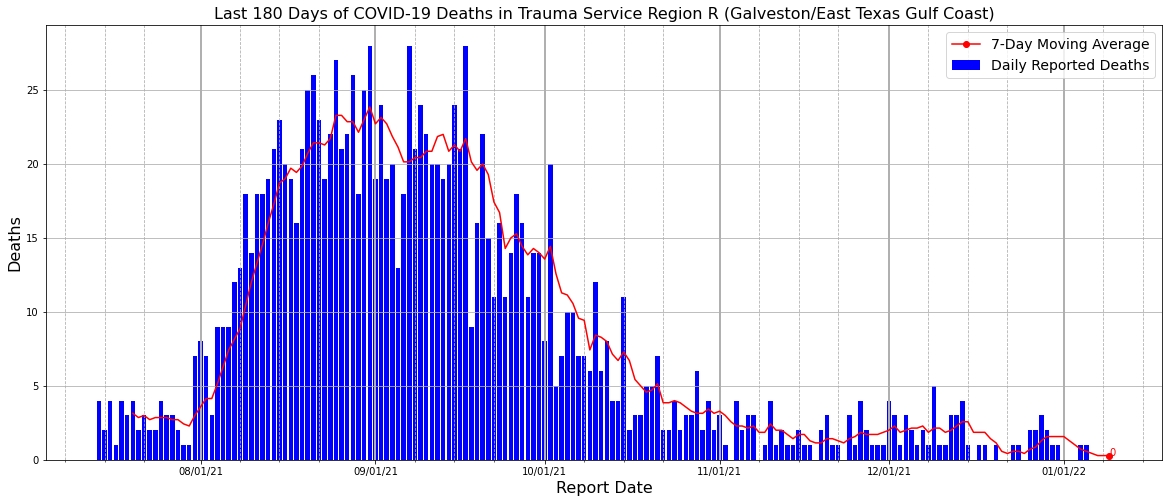 Last 180 Days of COVID-19 Deaths in Trauma Service Region R (Galveston/East Texas Gulf Coast)
7-Day Moving Average
Daily Reported Deaths
Deaths
25
20
15
10
5
0
0
08/01/21
09/01/21
10/01/21
11/01/21
12/01/21
01/01/22
Report Date